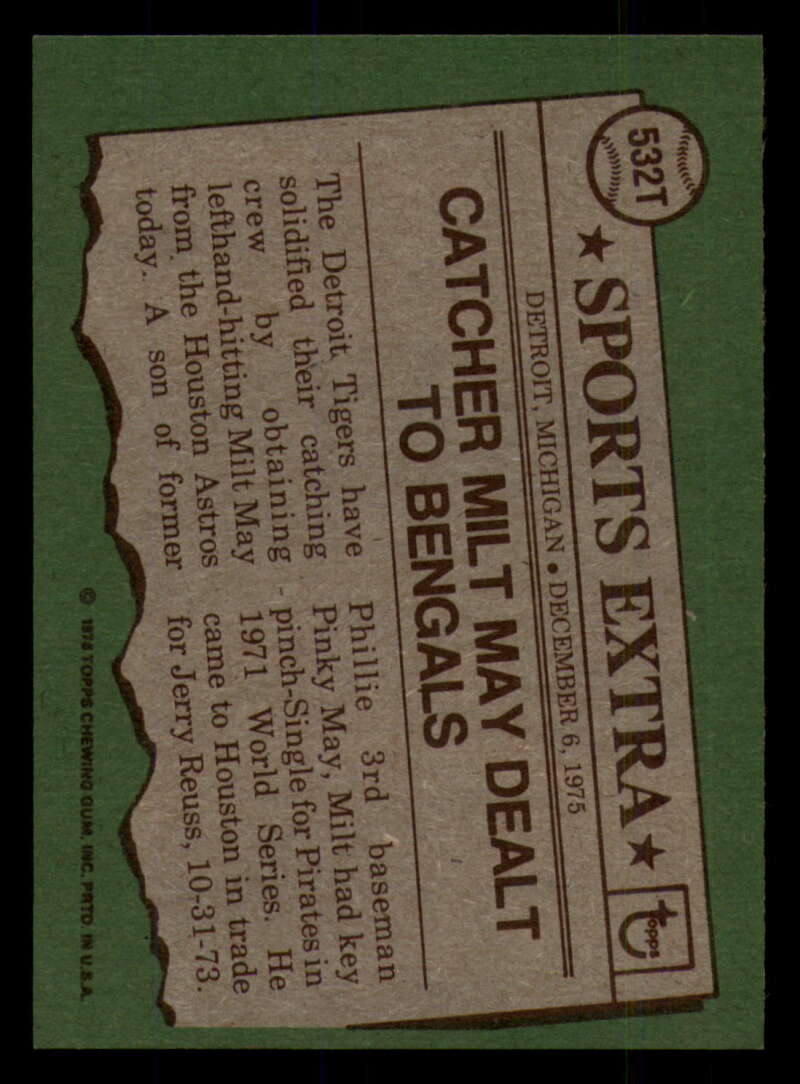 532T
★ SPORTS EXTRA ★
topps
DETROIT, MICHIGAN • DECEMBER 6, 1975
CATCHER MILT MAY DEALT
TO BENGALS
The Detroit Tigers have
solidified their catching
crew by obtaining
lefthand-hitting Milt May
from the Houston Astros
today. A son of former
Phillie 3rd baseman
Pinky May, Milt had key
pinch-Single for Pirates in
1971 World Series. He
came to Houston in trade
for Jerry Reuss, 10-31-73.
© 1976 TOPPS CHEWING GUM, INC. PRTD. IN U.S.A.